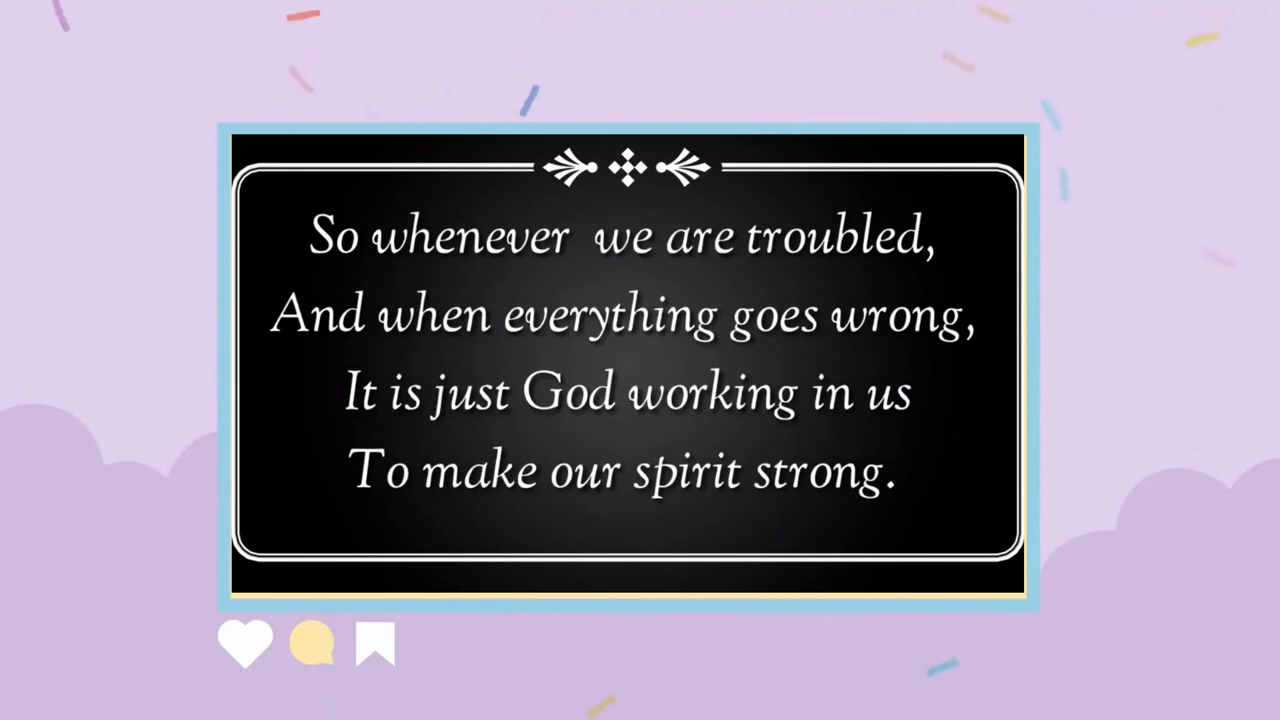 So whenever we are troubled,
And when everything goes wrong,
It is just God working in us
To make our spirit strong.